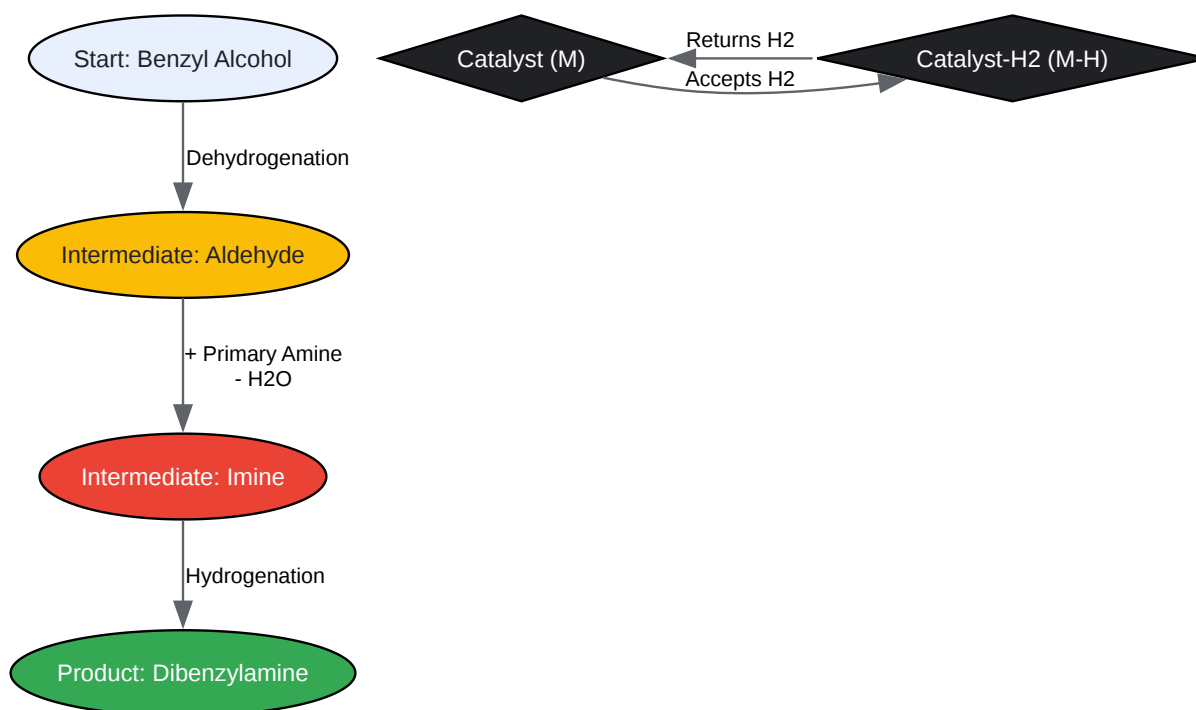 Start: Benzyl Alcohol
Catalyst (M)
Returns H2
Accepts H2
Catalyst-H2 (M-H)
Dehydrogenation
Intermediate: Aldehyde
+ Primary Amine
- H2O
Intermediate: Imine
Hydrogenation
Product: Dibenzylamine